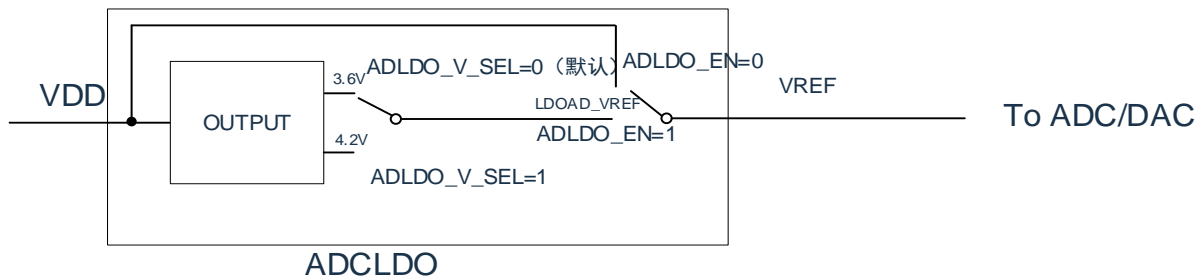 ADLDO_V_SEL=0（默认）
ADLDO_EN=0
3.6V
VDD
VREF
LDOAD_VREF
To ADC/DAC
OUTPUT
ADLDO_EN=1
4.2V
ADLDO_V_SEL=1
ADCLDO